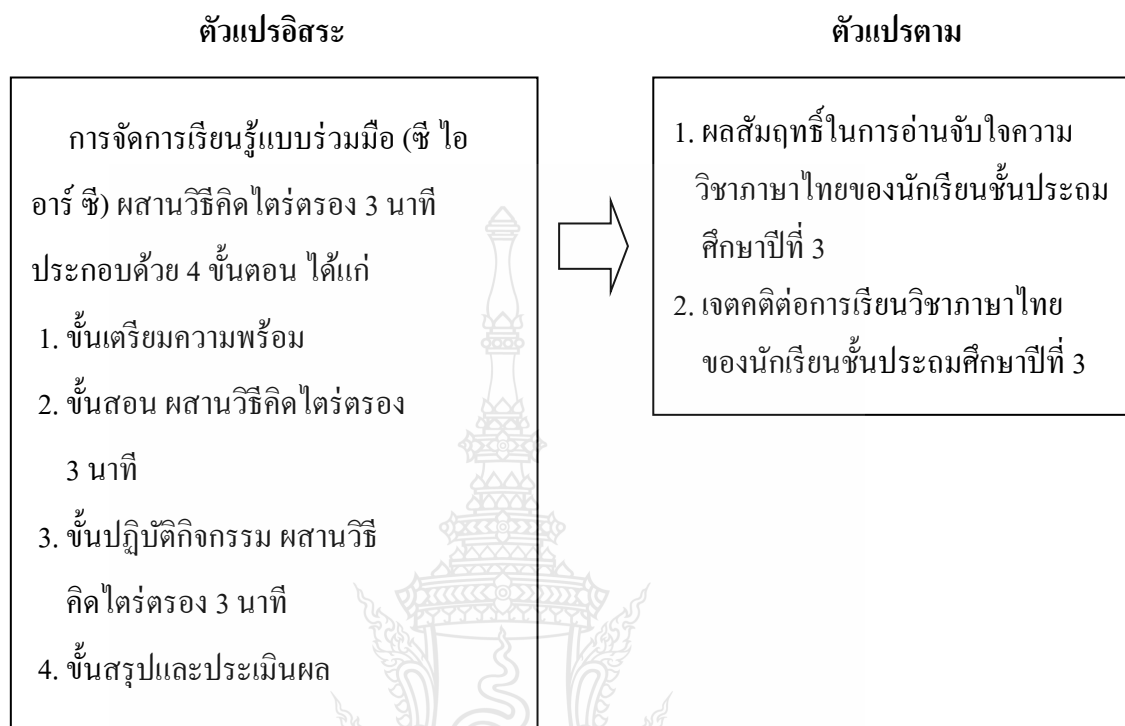 ตัวแปรอิสระ
การจัดการเรียนรู้แบบร่วมมือ (ซี ไอ
อาร์ ซี) ผสานวิธีคิดไตร่ตรอง 3 นาที
ประกอบด้วย 4 ขั้นตอน ได้แก่
1. ขั้นเตรียมความพร้อม
2. ขั้นสอน ผสานวิธีคิดไตร่ตรอง
3 นาที
3. ขั้นปฏิบัติกิจกรรม ผสานวิธี
คิดไตร่ตรอง 3 นาที
4. ขั้นสรุปและประเมินผล
ตัวแปรตาม
1. ผลสัมฤทธิ์ในการอ่านจับใจความ
วิชาภาษาไทยของนักเรียนชั้นประถม
ศึกษาปีที่ 3
2. เจตคติต่อการเรียนวิชาภาษาไทย
ของนักเรียนชั้นประถมศึกษาปีที่ 3